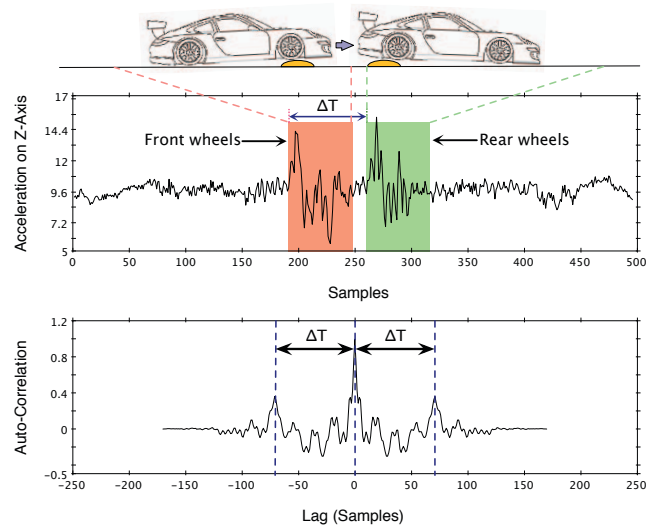 17
ΔT
14.4
Front wheels
Rear wheels
12
9.6
7.2
5
Acceleration on Z-Axis
0 50 100 150 200 250 300 350 400 450 500
Samples
1.2
ΔT ΔT
0.8
0.4
0
−0.5
Auto-Correlation
−250 −200 −150 −100 −50 0 50 100 150 200 250
Lag (Samples)